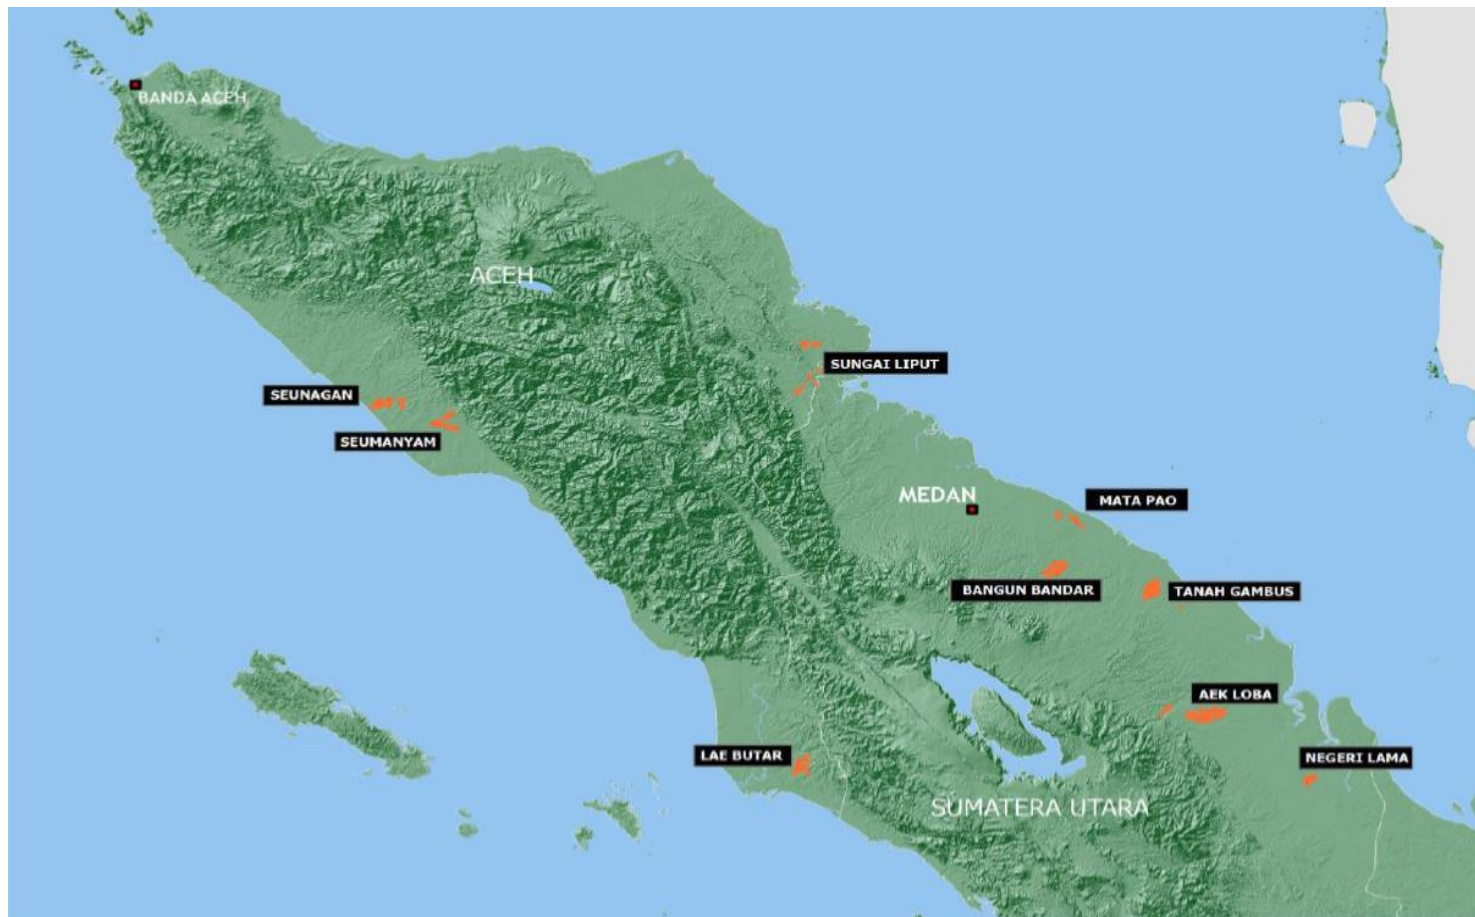 BANDA ACEH
ACEH
SUNGAI LIPUT
SEUNAGAN
SEUMANYAM
MEDAN
MATA PAO
BANGUN BANDAR
TANAH GAMBUS
AEK LOBA
LAE BUTAR
NEGERI LAMA
SUMATERA UTARA